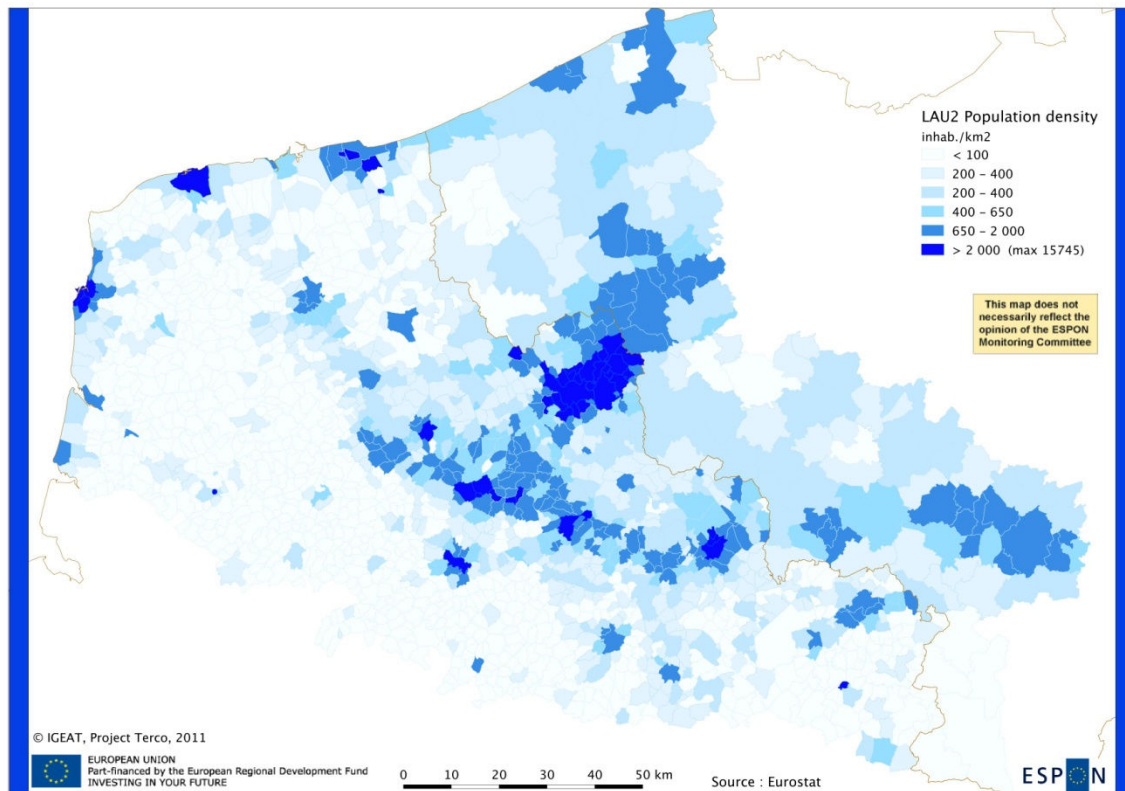 LAU2 Population density
inhab./km2
< 100
200 – 400
200 – 400
400 – 650
650 – 2 000
> 2 000 (max 15745)
This map does not
necessarily reflect the
opinion of the ESPON
Monitoring Committee
© IGEAT, Project Terco, 2011
EUROPEAN UNION
Part-financed by the European Regional Development Fund
INVESTING IN YOUR FUTURE
0 10 20 30 40 50 km
Source : Eurostat
ESPON